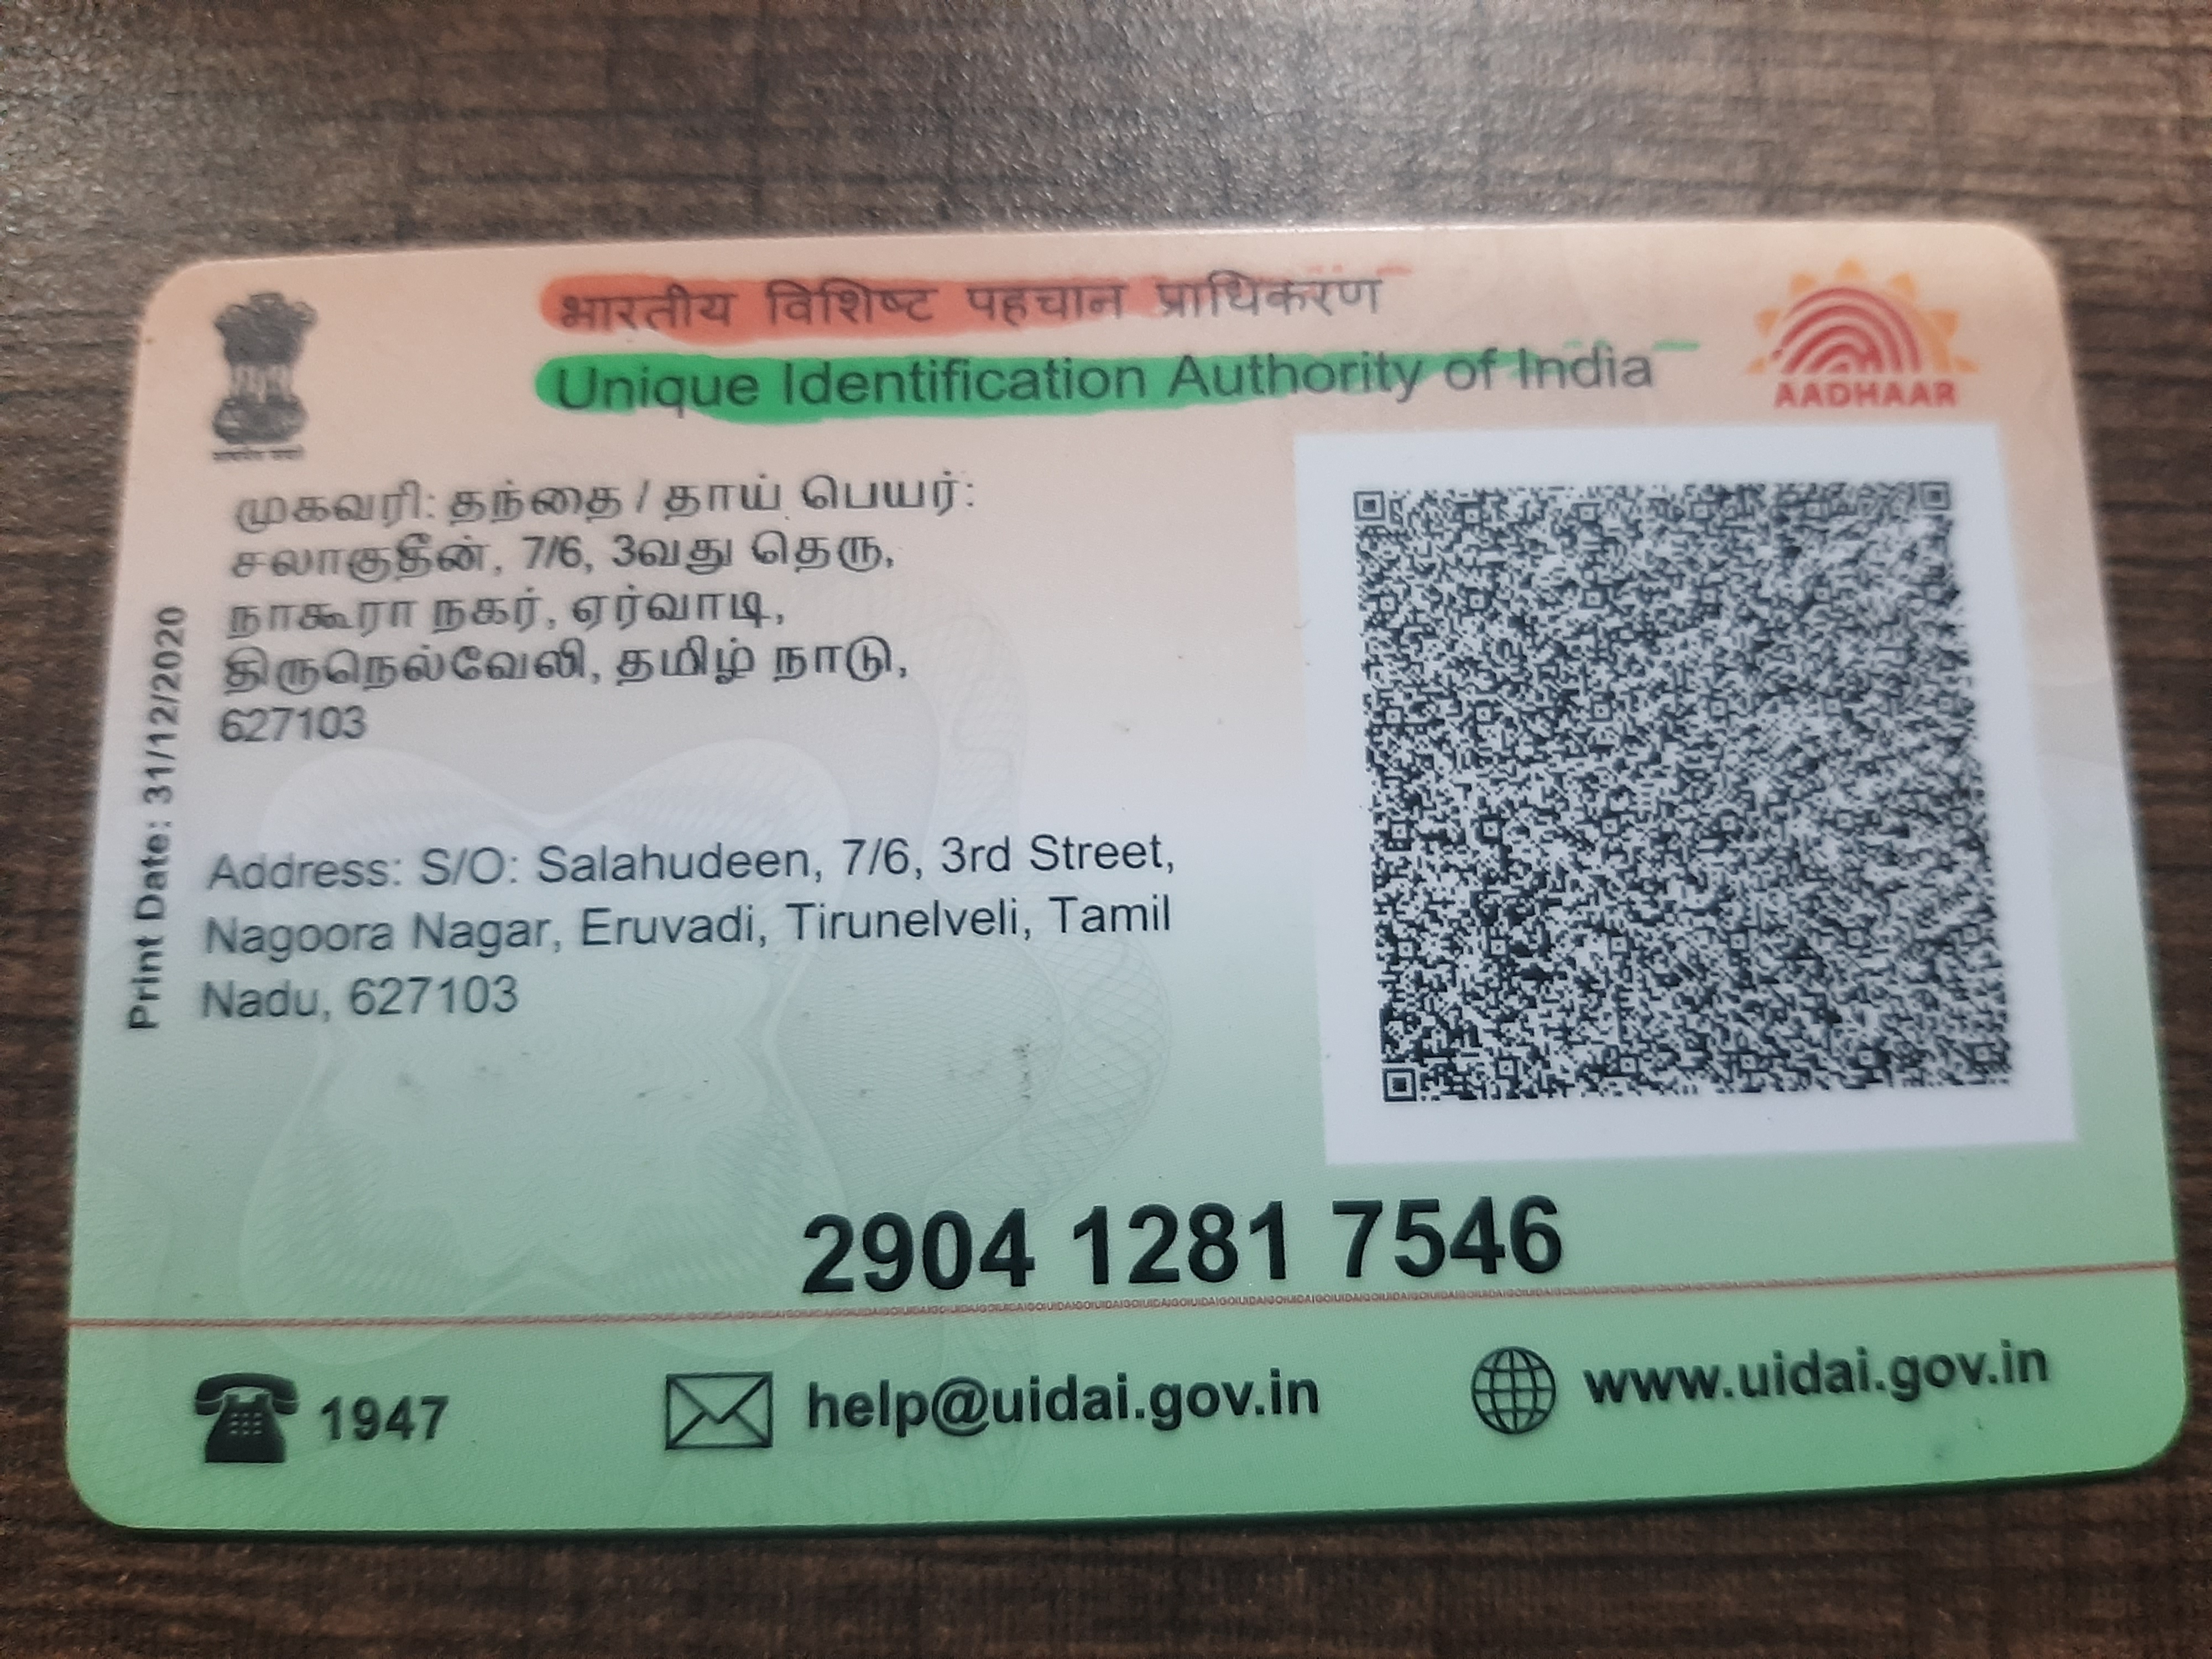 भारतीय विशिष्ट पहचान प्राधिकरण
Unique Identification Authority of India
AADHAAR
முகவரி: தந்தை / தாய் பெயர்:
சலாகுதீன், 7/6, 3வது தெரு,
நாகூரா நகர், ஏர்வாடி,
திருநெல்வேலி, தமிழ் நாடு,
627103
Print Date: 31/12/2020
Address: S/O: Salahudeen, 7/6, 3rd Street,
Nagoora Nagar, Eruvadi, Tirunelveli, Tamil
Nadu, 627103
2904 1281 7546
1947
help@uidai.gov.in
www.uidai.gov.in